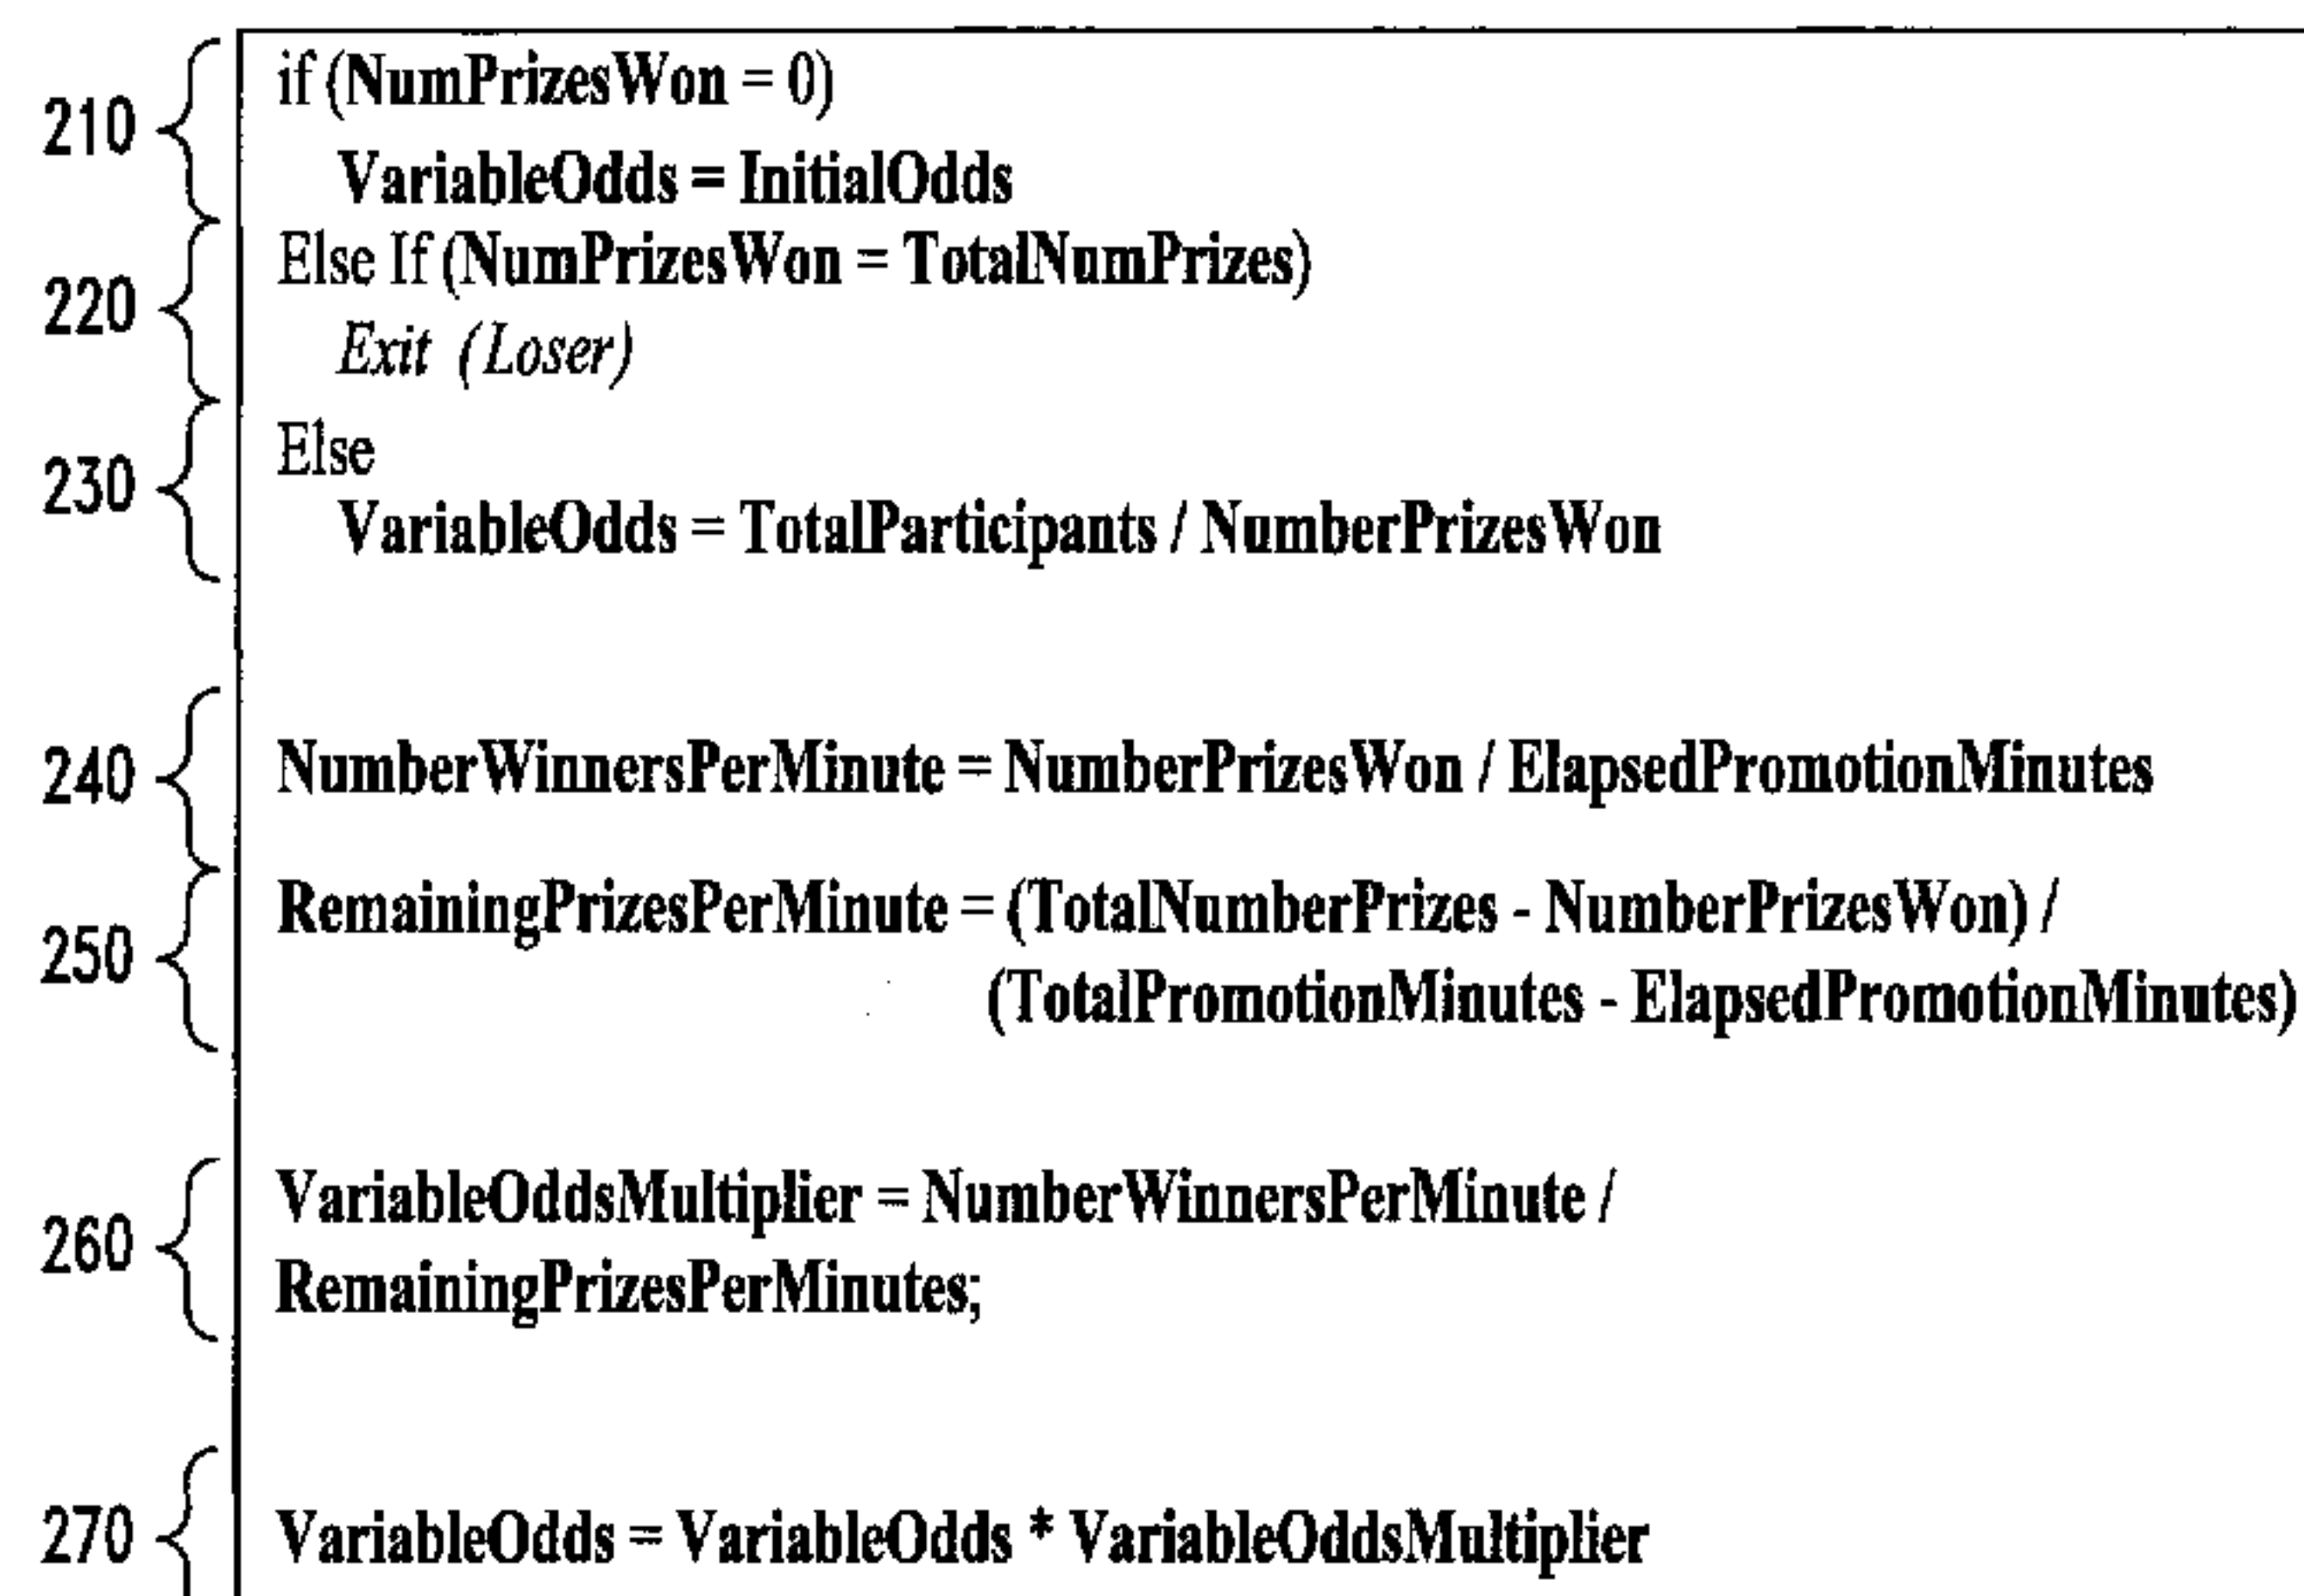 210 if (NumPrizesWon = 0)
VariableOdds = InitialOdds
220 Else If (NumPrizesWon = TotalNumPrizes)
Exit (Loser)
230 Else
VariableOdds = TotalParticipants / NumberPrizesWon
240 NumberWinnersPerMinute = NumberPrizesWon / ElapsedPromotionMinutes
250 RemainingPrizesPerMinute = (TotalNumberPrizes - NumberPrizesWon) /
(TotalPromotionMinutes - ElapsedPromotionMinutes)
260 VariableOddsMultiplier = NumberWinnersPerMinute /
RemainingPrizesPerMinutes;
270 VariableOdds = VariableOdds * VariableOddsMultiplier